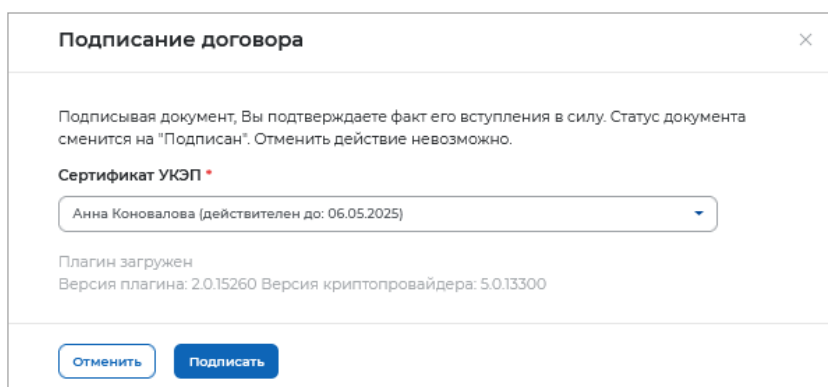 Подписание договора
Подписывая документ, Вы подтверждаете факт его вступления в силу. Статус документа
сменится на "Подписан". Отменить действие невозможно.
Сертификат УКЭП *
Анна Коновалова (действителен до: 06.05.2025)
Плагин загружен
Версия плагина: 2.0.15260 Версия криптопровайдера: 5.0.13300
Отменить Подписать